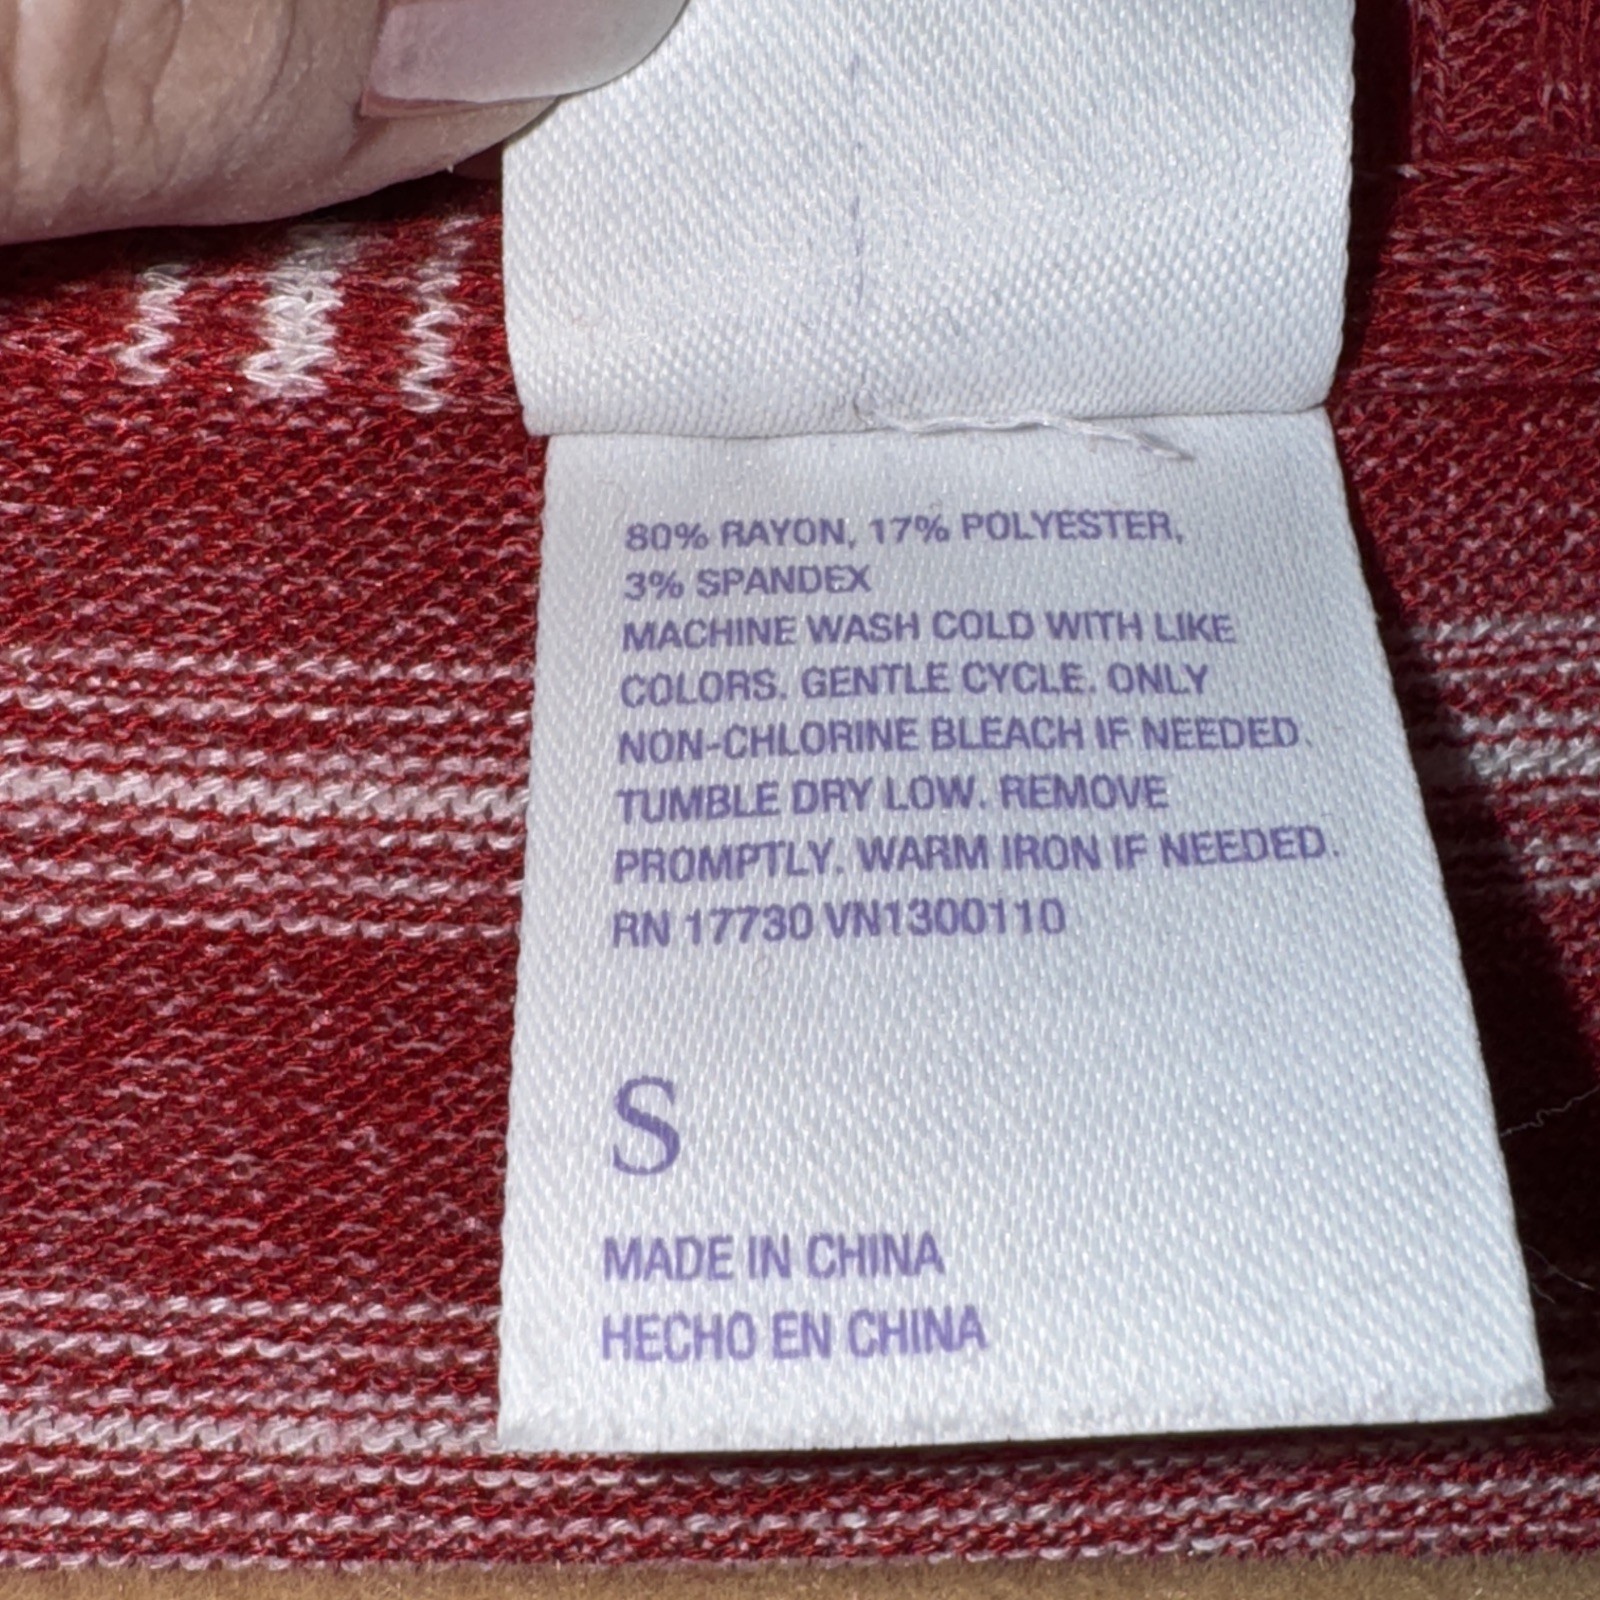 80% RAYON, 17% POLYESTER,
3% SPANDEX
MACHINE WASH COLD WITH LIKE
COLORS. GENTLE CYCLE. ONLY
NON-CHLORINE BLEACH IF NEEDED.
TUMBLE DRY LOW. REMOVE
PROMPTLY. WARM IRON IF NEEDED.
RN 17730 VN1300110
S
MADE IN CHINA
HECHO EN CHINA